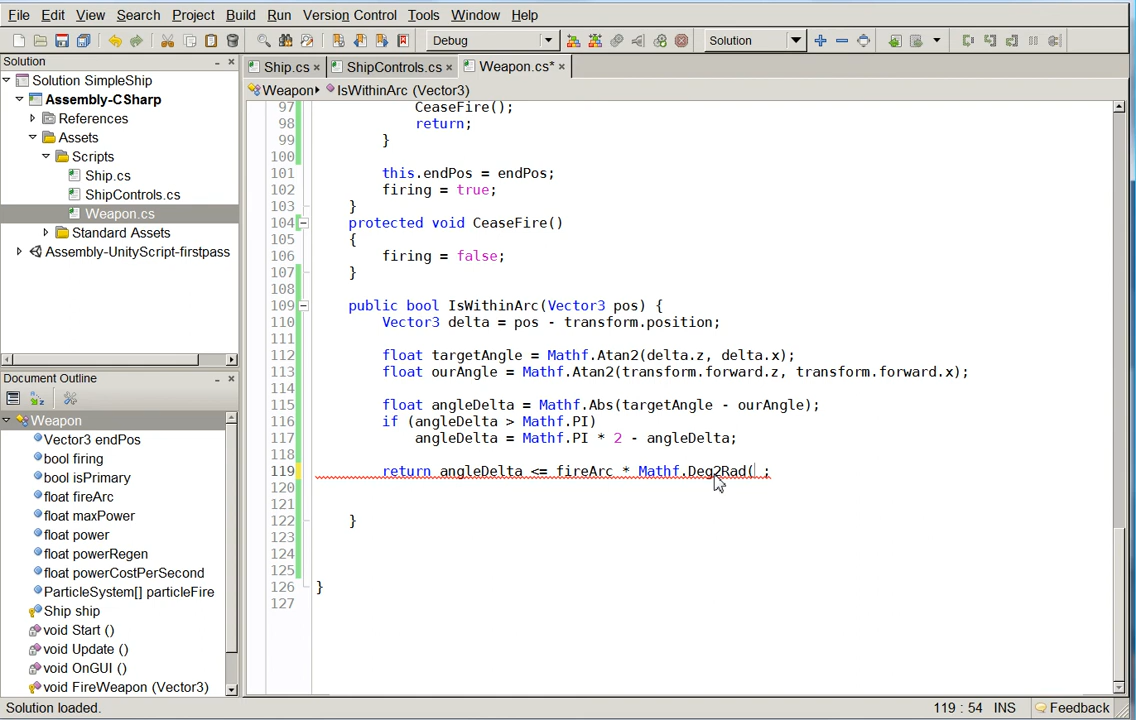 File Edit View Search Project Build Run Version Control Tools Window Help
Debug Solution
Solution
Solution SimpleShip
Assembly-CSharp
References
Assets
Scripts
Ship.cs
ShipControls.cs
Weapon.cs
Standard Assets
Assembly-UnityScript-firstpass
Document Outline
Weapon
Vector3 endPos
bool firing
bool isPrimary
float fireArc
float maxPower
float power
float powerRegen
float powerCostPerSecond
ParticleSystem[] particleFire
Ship ship
void Start ()
void Update ()
void OnGUI ()
void FireWeapon (Vector3)
Ship.cs × ShipControls.cs × Weapon.cs* ×
Weapon IsWithinArc (Vector3)
97 CeaseFire();
98 return;
99 }
100
101 this.endPos = endPos;
102 firing = true;
103 }
104 protected void CeaseFire()
105 {
106 firing = false;
107 }
108
109 public bool IsWithinArc(Vector3 pos) {
110 Vector3 delta = pos - transform.position;
111
112 float targetAngle = Mathf.Atan2(delta.z, delta.x);
113 float ourAngle = Mathf.Atan2(transform.forward.z, transform.forward.x);
114
115 float angleDelta = Mathf.Abs(targetAngle - ourAngle);
116 if (angleDelta > Mathf.PI)
117 angleDelta = Mathf.PI * 2 - angleDelta;
118
119 return angleDelta <= fireArc * Mathf.Deg2Rad( ;
120
121
122 }
123
124
125
126 }
127
Solution loaded. 119 : 54 INS Feedback